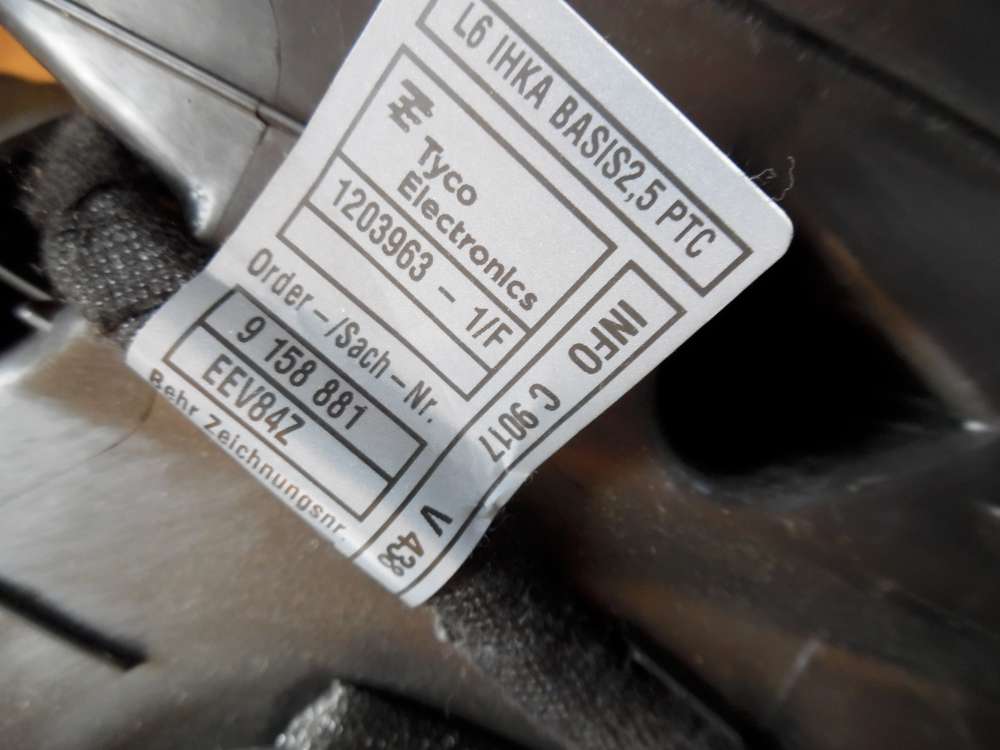 L6 IHKA BASIS2,5 PTC
Tyco
Electronics
1203963 - 1/F
INFO C 9017 V 438
Order-/Sach-Nr.
9 158 881
EEV84Z
Behr Zeichnungsnr.